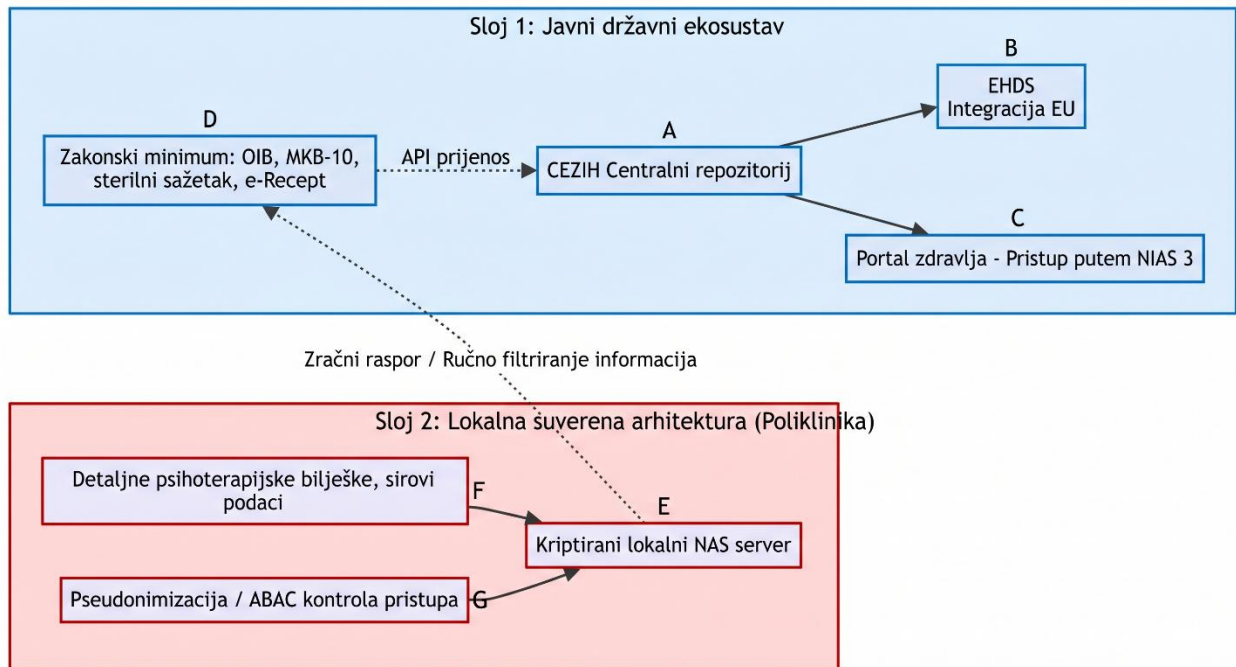 Sloj 1: Javni državni ekosustav
B
EHDS
Integracija EU
D
A
Zakonski minimum: OIB, MKB-10,
sterilni sažetak, e-Recept
API prijenos
CEZIH Centralni repozitorij
C
Portal zdravlja - Pristup putem NIAS 3
Zračni raspor / Ručno filtriranje informacija
Sloj 2: Lokalna suverena arhitektura (Poliklinika)
Detaljne psihoterapijske bilješke, sirovi
podaci
F
E
Kriptirani lokalni NAS server
Pseudonimizacija / ABAC kontrola pristupa
G